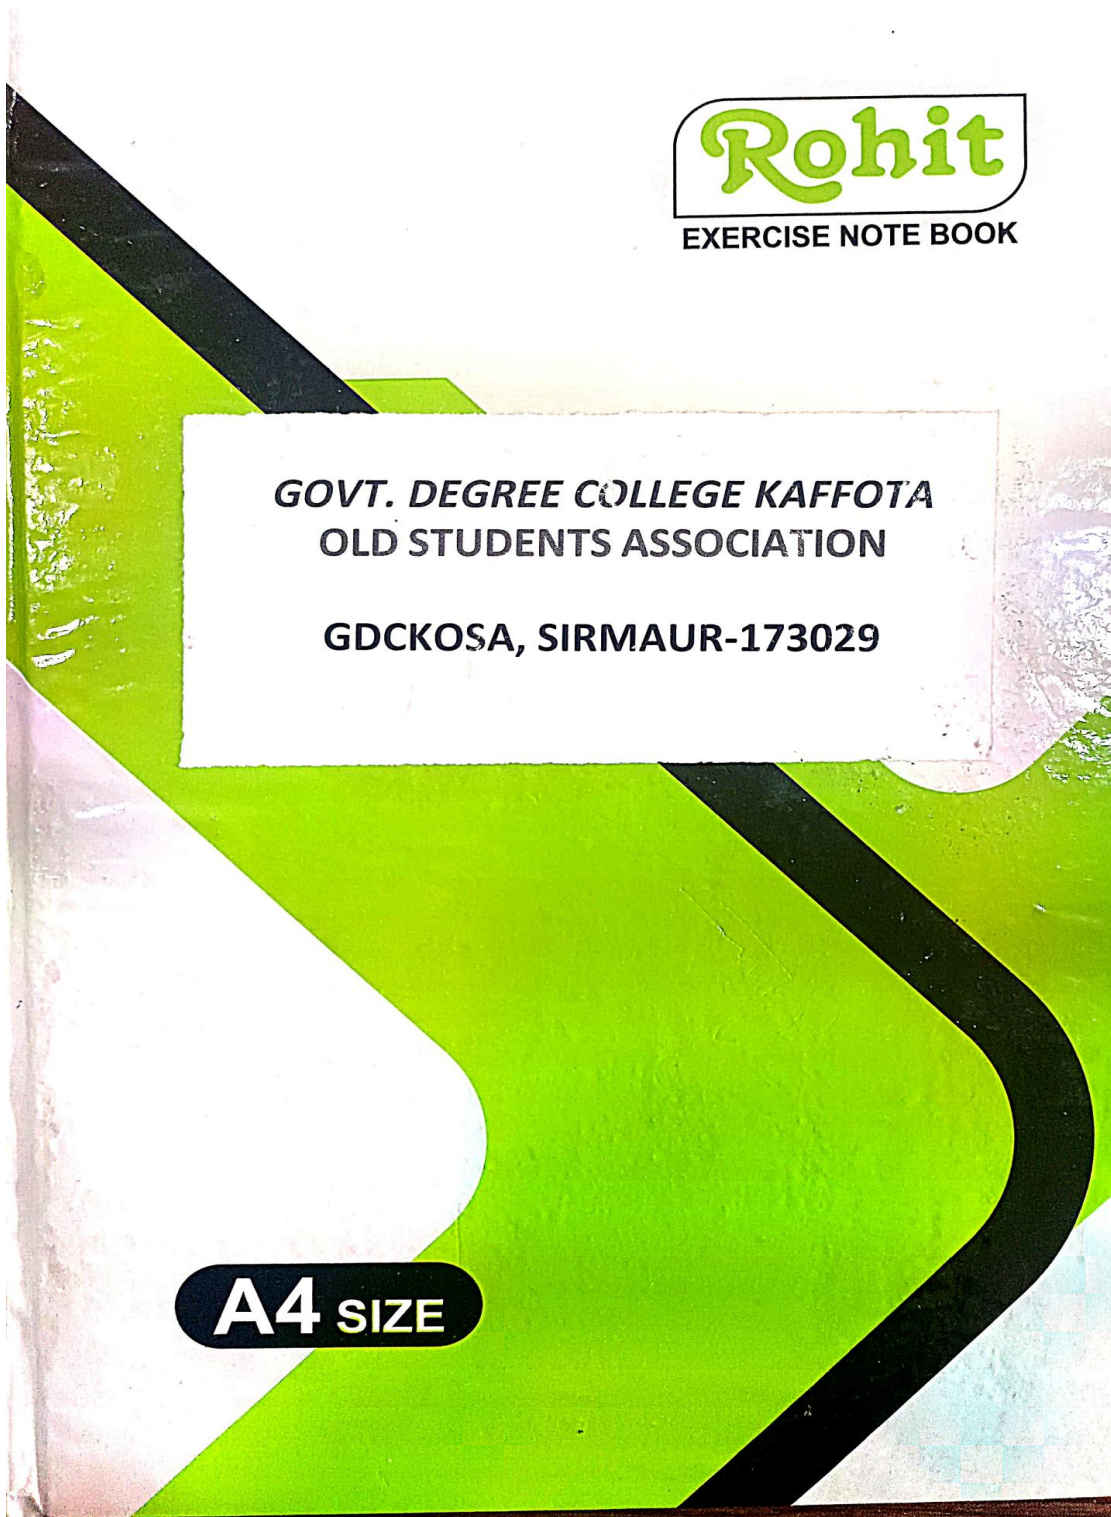 Rohit
EXERCISE NOTE BOOK
GOVT. DEGREE COLLEGE KAFFOTA
OLD STUDENTS ASSOCIATION
GDCKOSA, SIRMAUR-173029
A4 SIZE